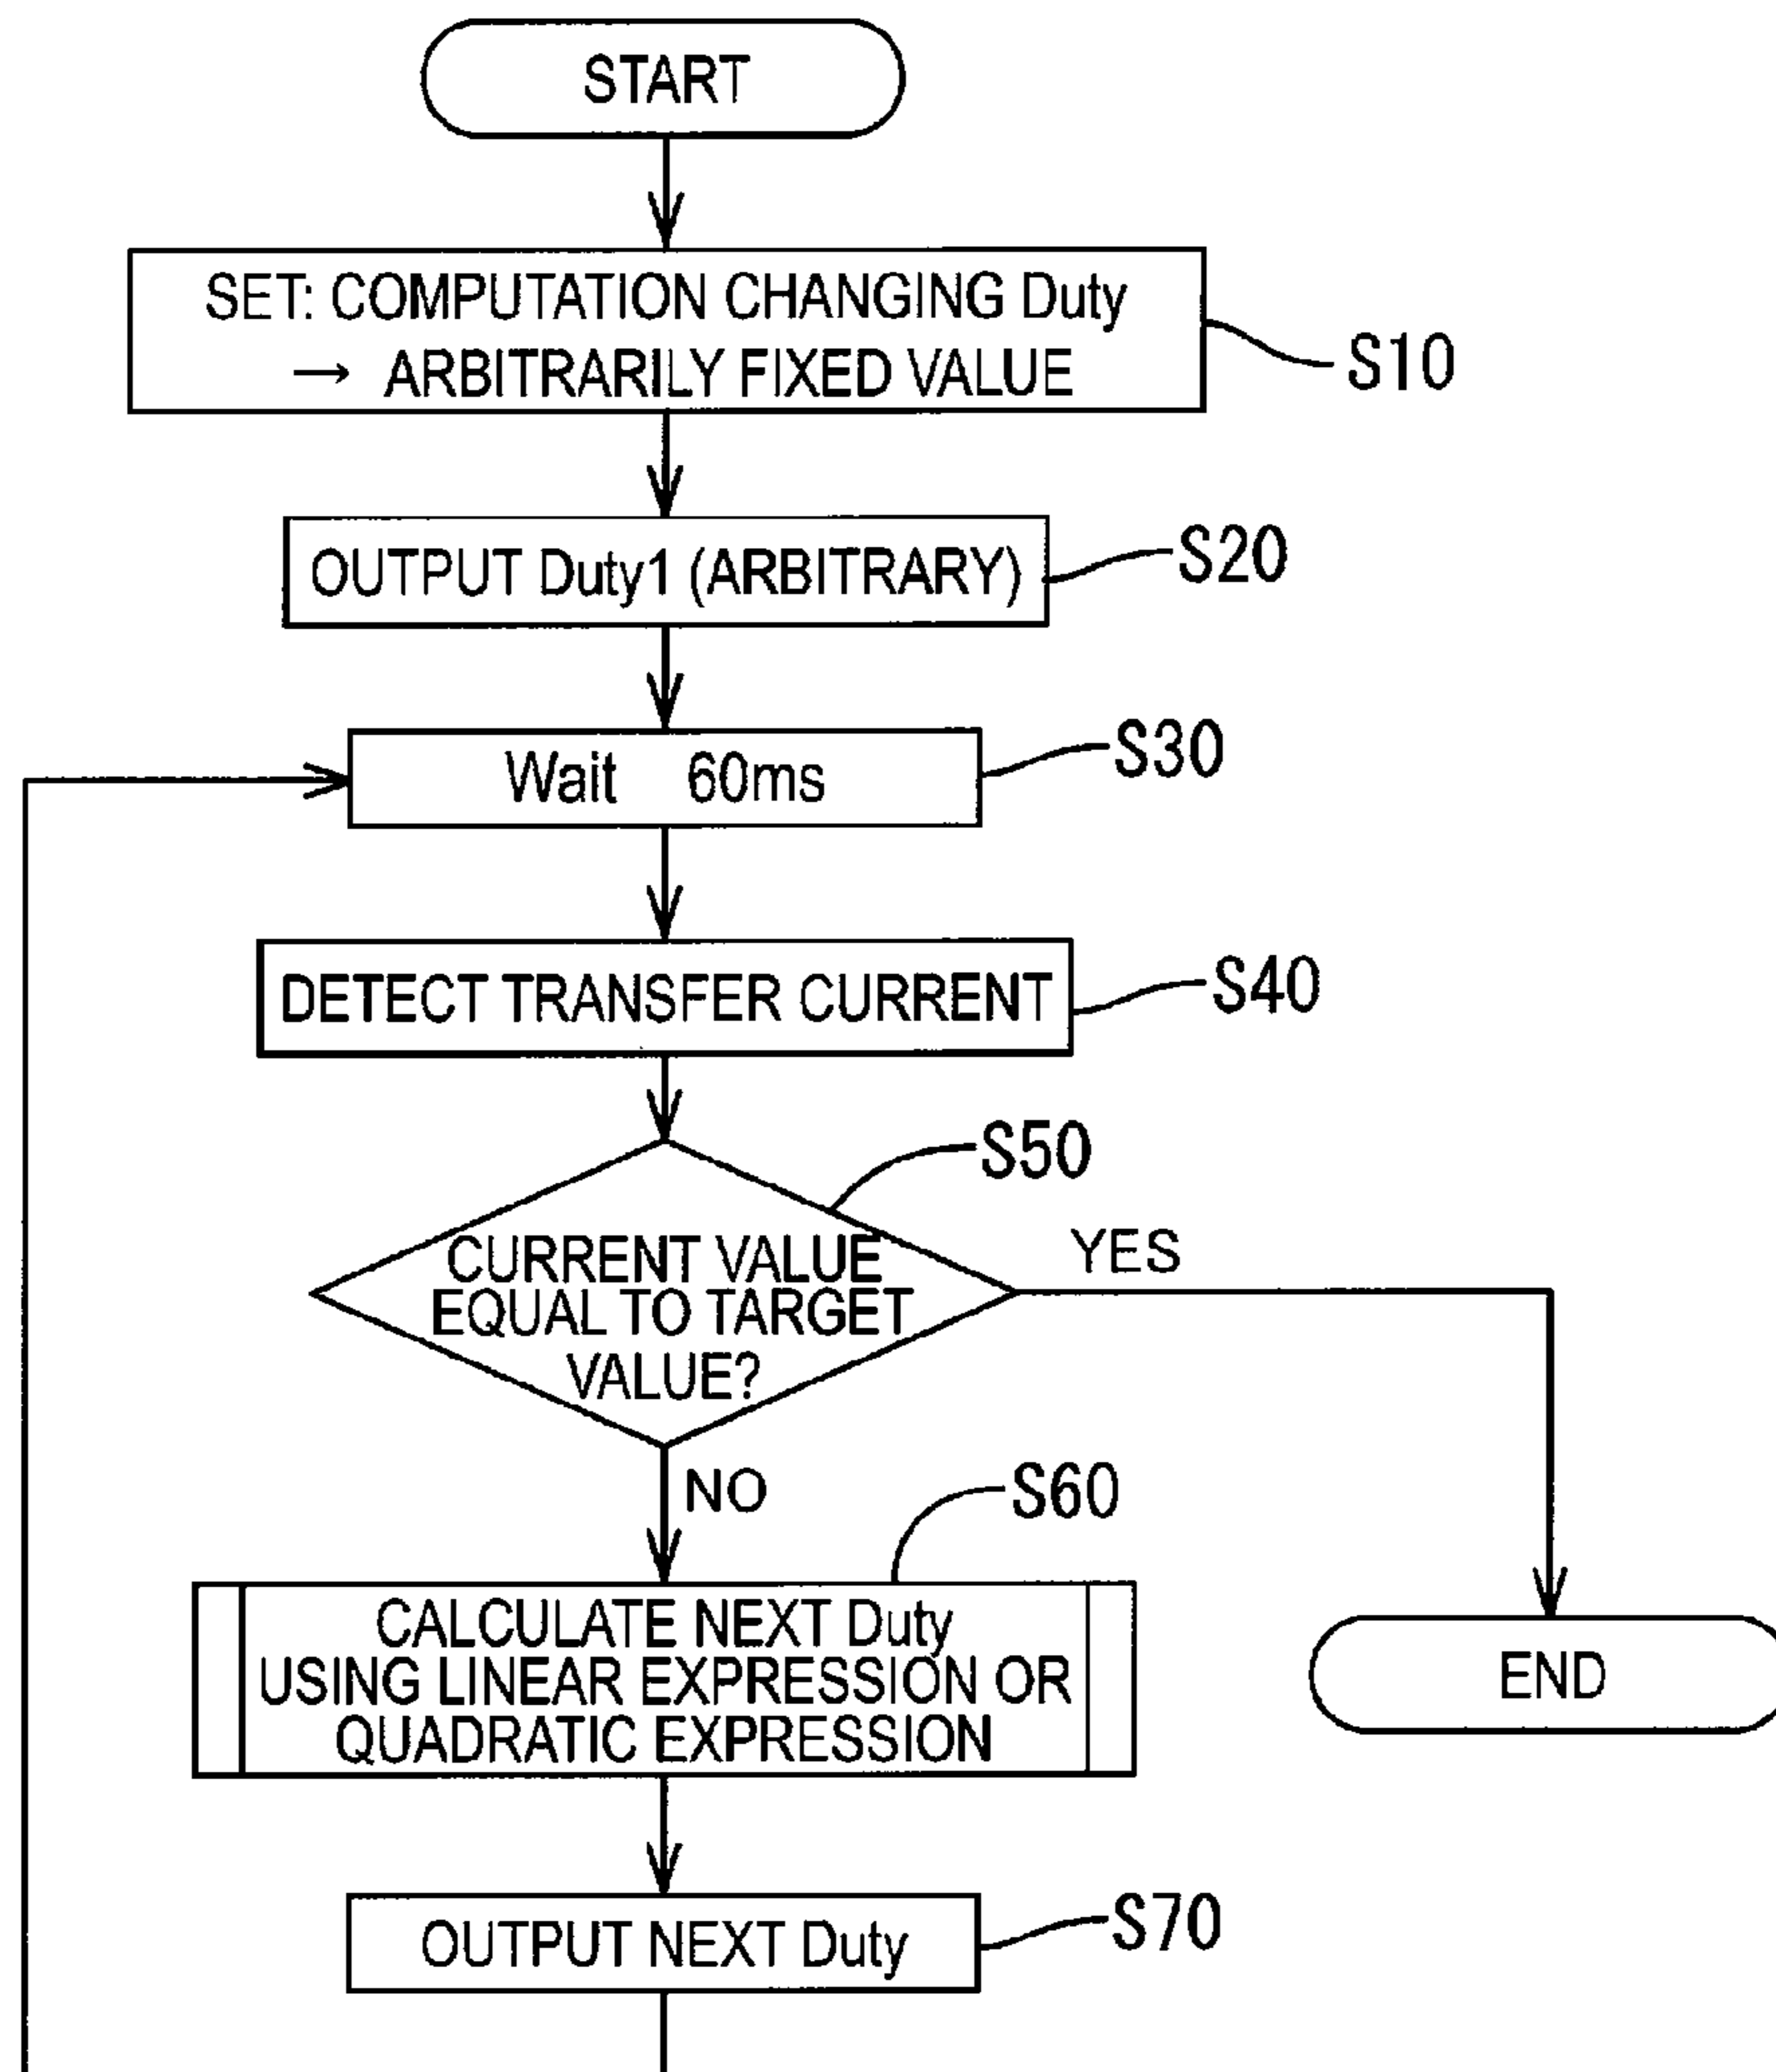 START
SET: COMPUTATION CHANGING Duty
→ ARBITRARILY FIXED VALUE
S10
OUTPUT Duty1 (ARBITRARY)
S20
Wait 60ms
S30
DETECT TRANSFER CURRENT
S40
S50
CURRENT VALUE
EQUAL TO TARGET
VALUE?
YES
NO
S60
CALCULATE NEXT Duty
USING LINEAR EXPRESSION OR
QUADRATIC EXPRESSION
END
OUTPUT NEXT Duty
S70